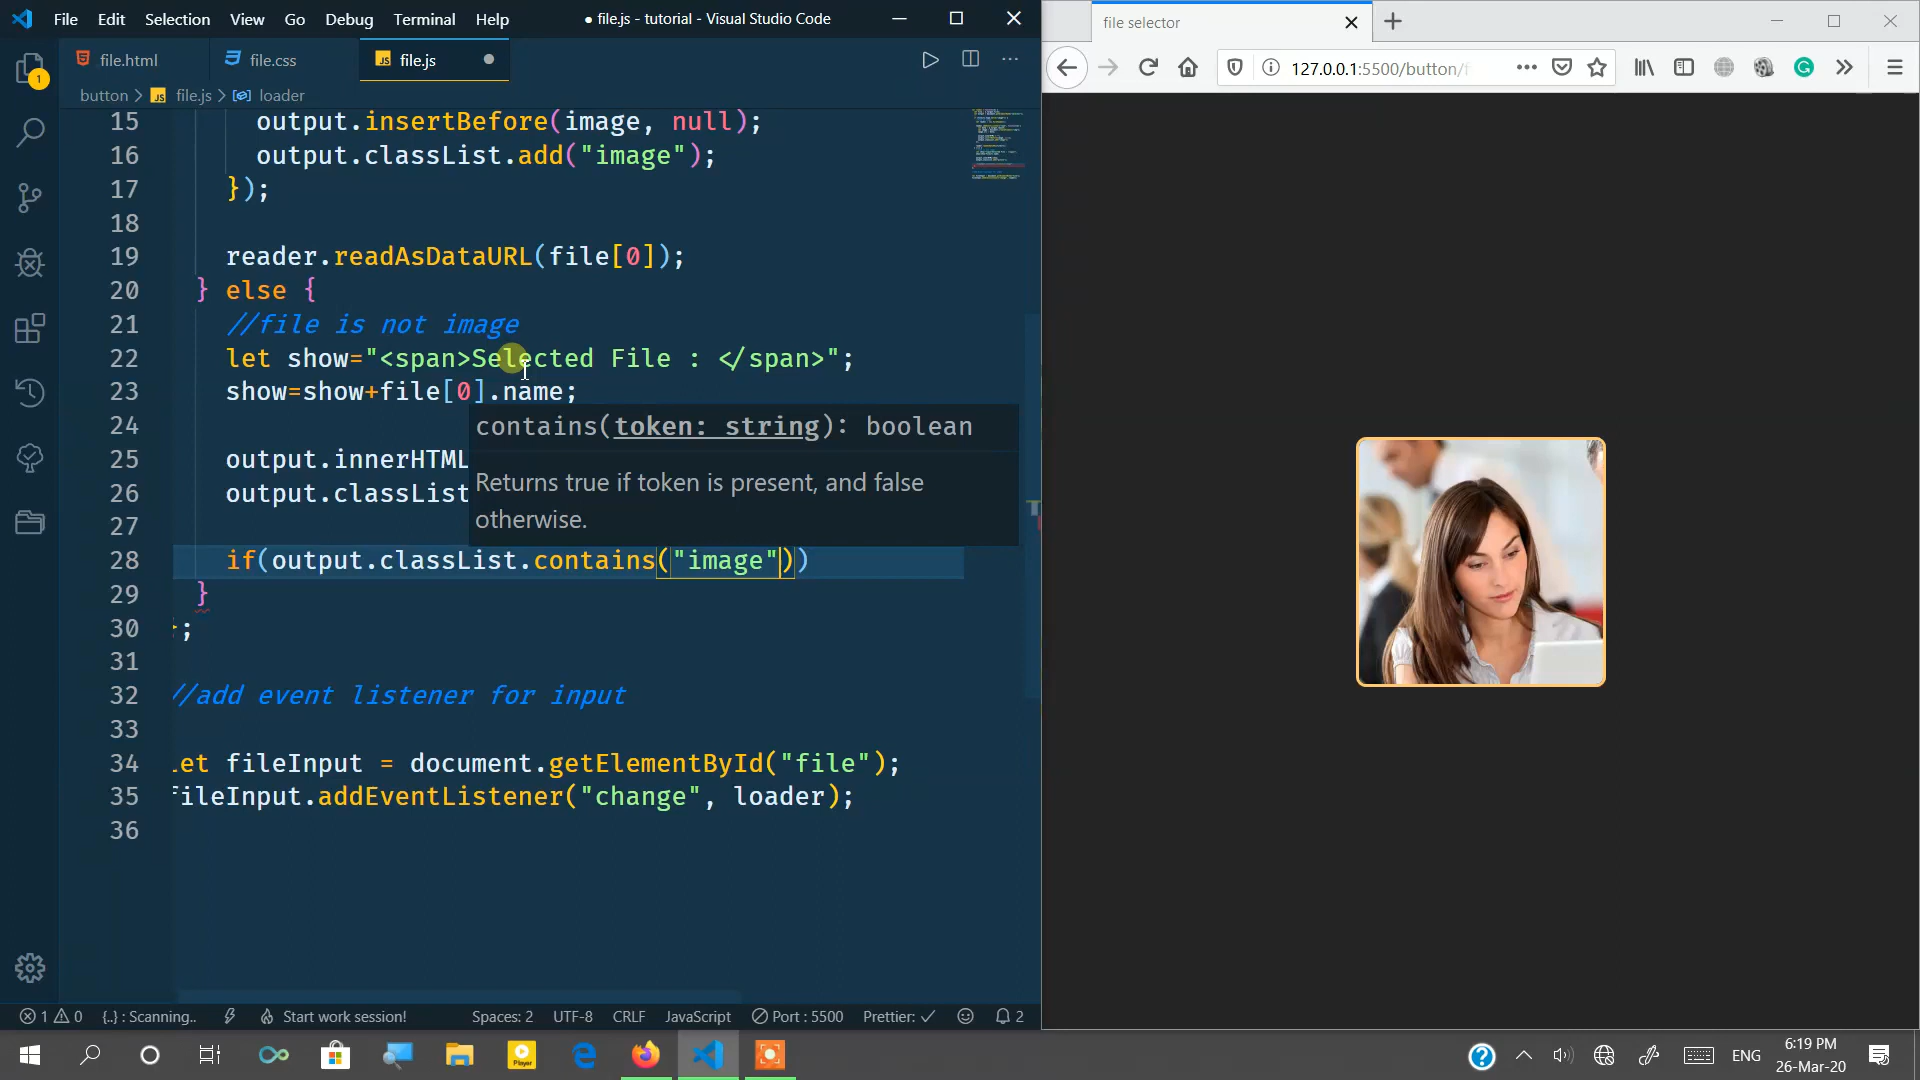 File Edit Selection View Go Debug Terminal Help ● file.js - tutorial - Visual Studio Code
file.html file.css JS file.js
button > JS file.js > loader
15 output.insertBefore(image, null);
16 output.classList.add("image");
17 });
18
19 reader.readAsDataURL(file[0]);
20 } else {
21 //file is not image
22 let show="<span>Selected File : </span>";
23 show=show+file[0].name;
24
25 output.innerHTML
26 output.classList
27
28 if(output.classList.contains("image"))
29 }
30 };
31
32 //add event listener for input
33
34 let fileInput = document.getElementById("file");
35 fileInput.addEventListener("change", loader);
36
contains(token: string): boolean
Returns true if token is present, and false
otherwise.
1
1 0 {..} : Scanning.. Start work session! Spaces: 2 UTF-8 CRLF JavaScript Port : 5500 Prettier: ✓ 2
file selector
127.0.0.1:5500/button/f
Player
ENG
6:19 PM
26-Mar-20